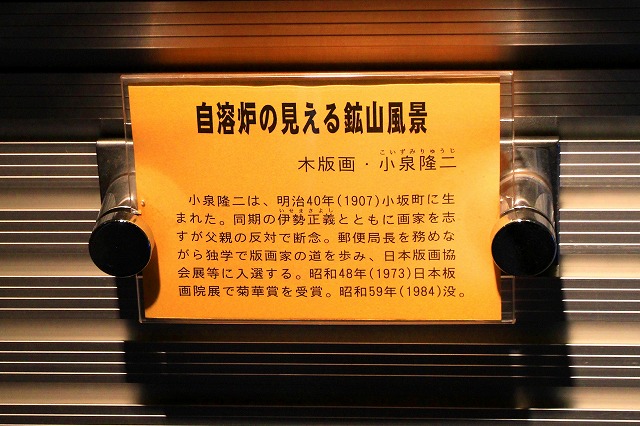 自溶炉の見える鉱山風景
こいずみりゅうじ
木版画・小泉隆二
小泉隆二は、明治40年(1907)小坂町に生
いせまさよし
まれた。同期の伊勢正義とともに画家を志
すが父親の反対で断念。郵便局長を務めな
がら独学で版画家の道を歩み、日本版画協
会展等に入選する。昭和48年(1973)日本板
画院展で菊華賞を受賞。昭和59年(1984)没。